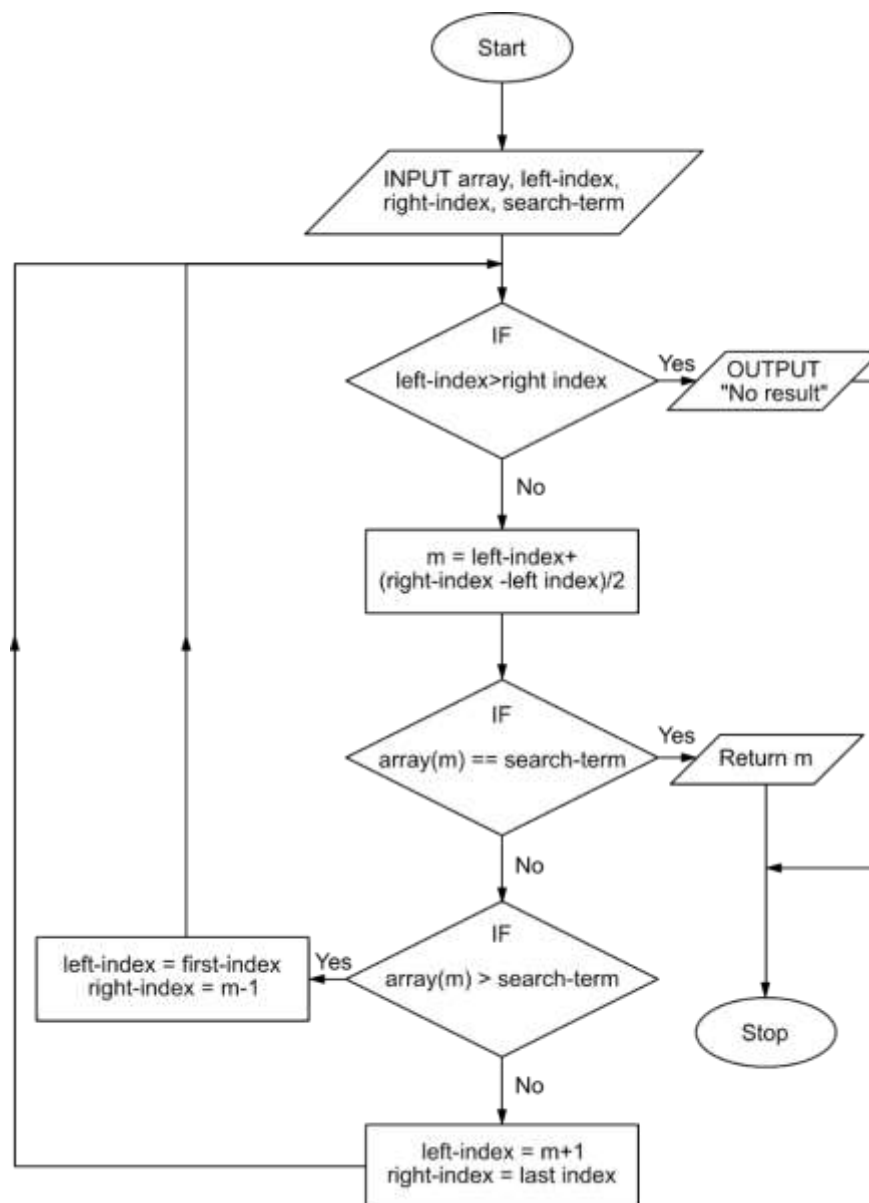 Start
INPUT array, left-index,
right-index, search-term
IF
left-index>right index
Yes
OUTPUT
"No result"
No
m = left-index+
(right-index -left index)/2
IF
array(m) == search-term
Yes
Return m
No
IF
array(m) > search-term
Yes
left-index = first-index
right-index = m-1
Stop
No
left-index = m+1
right-index = last index